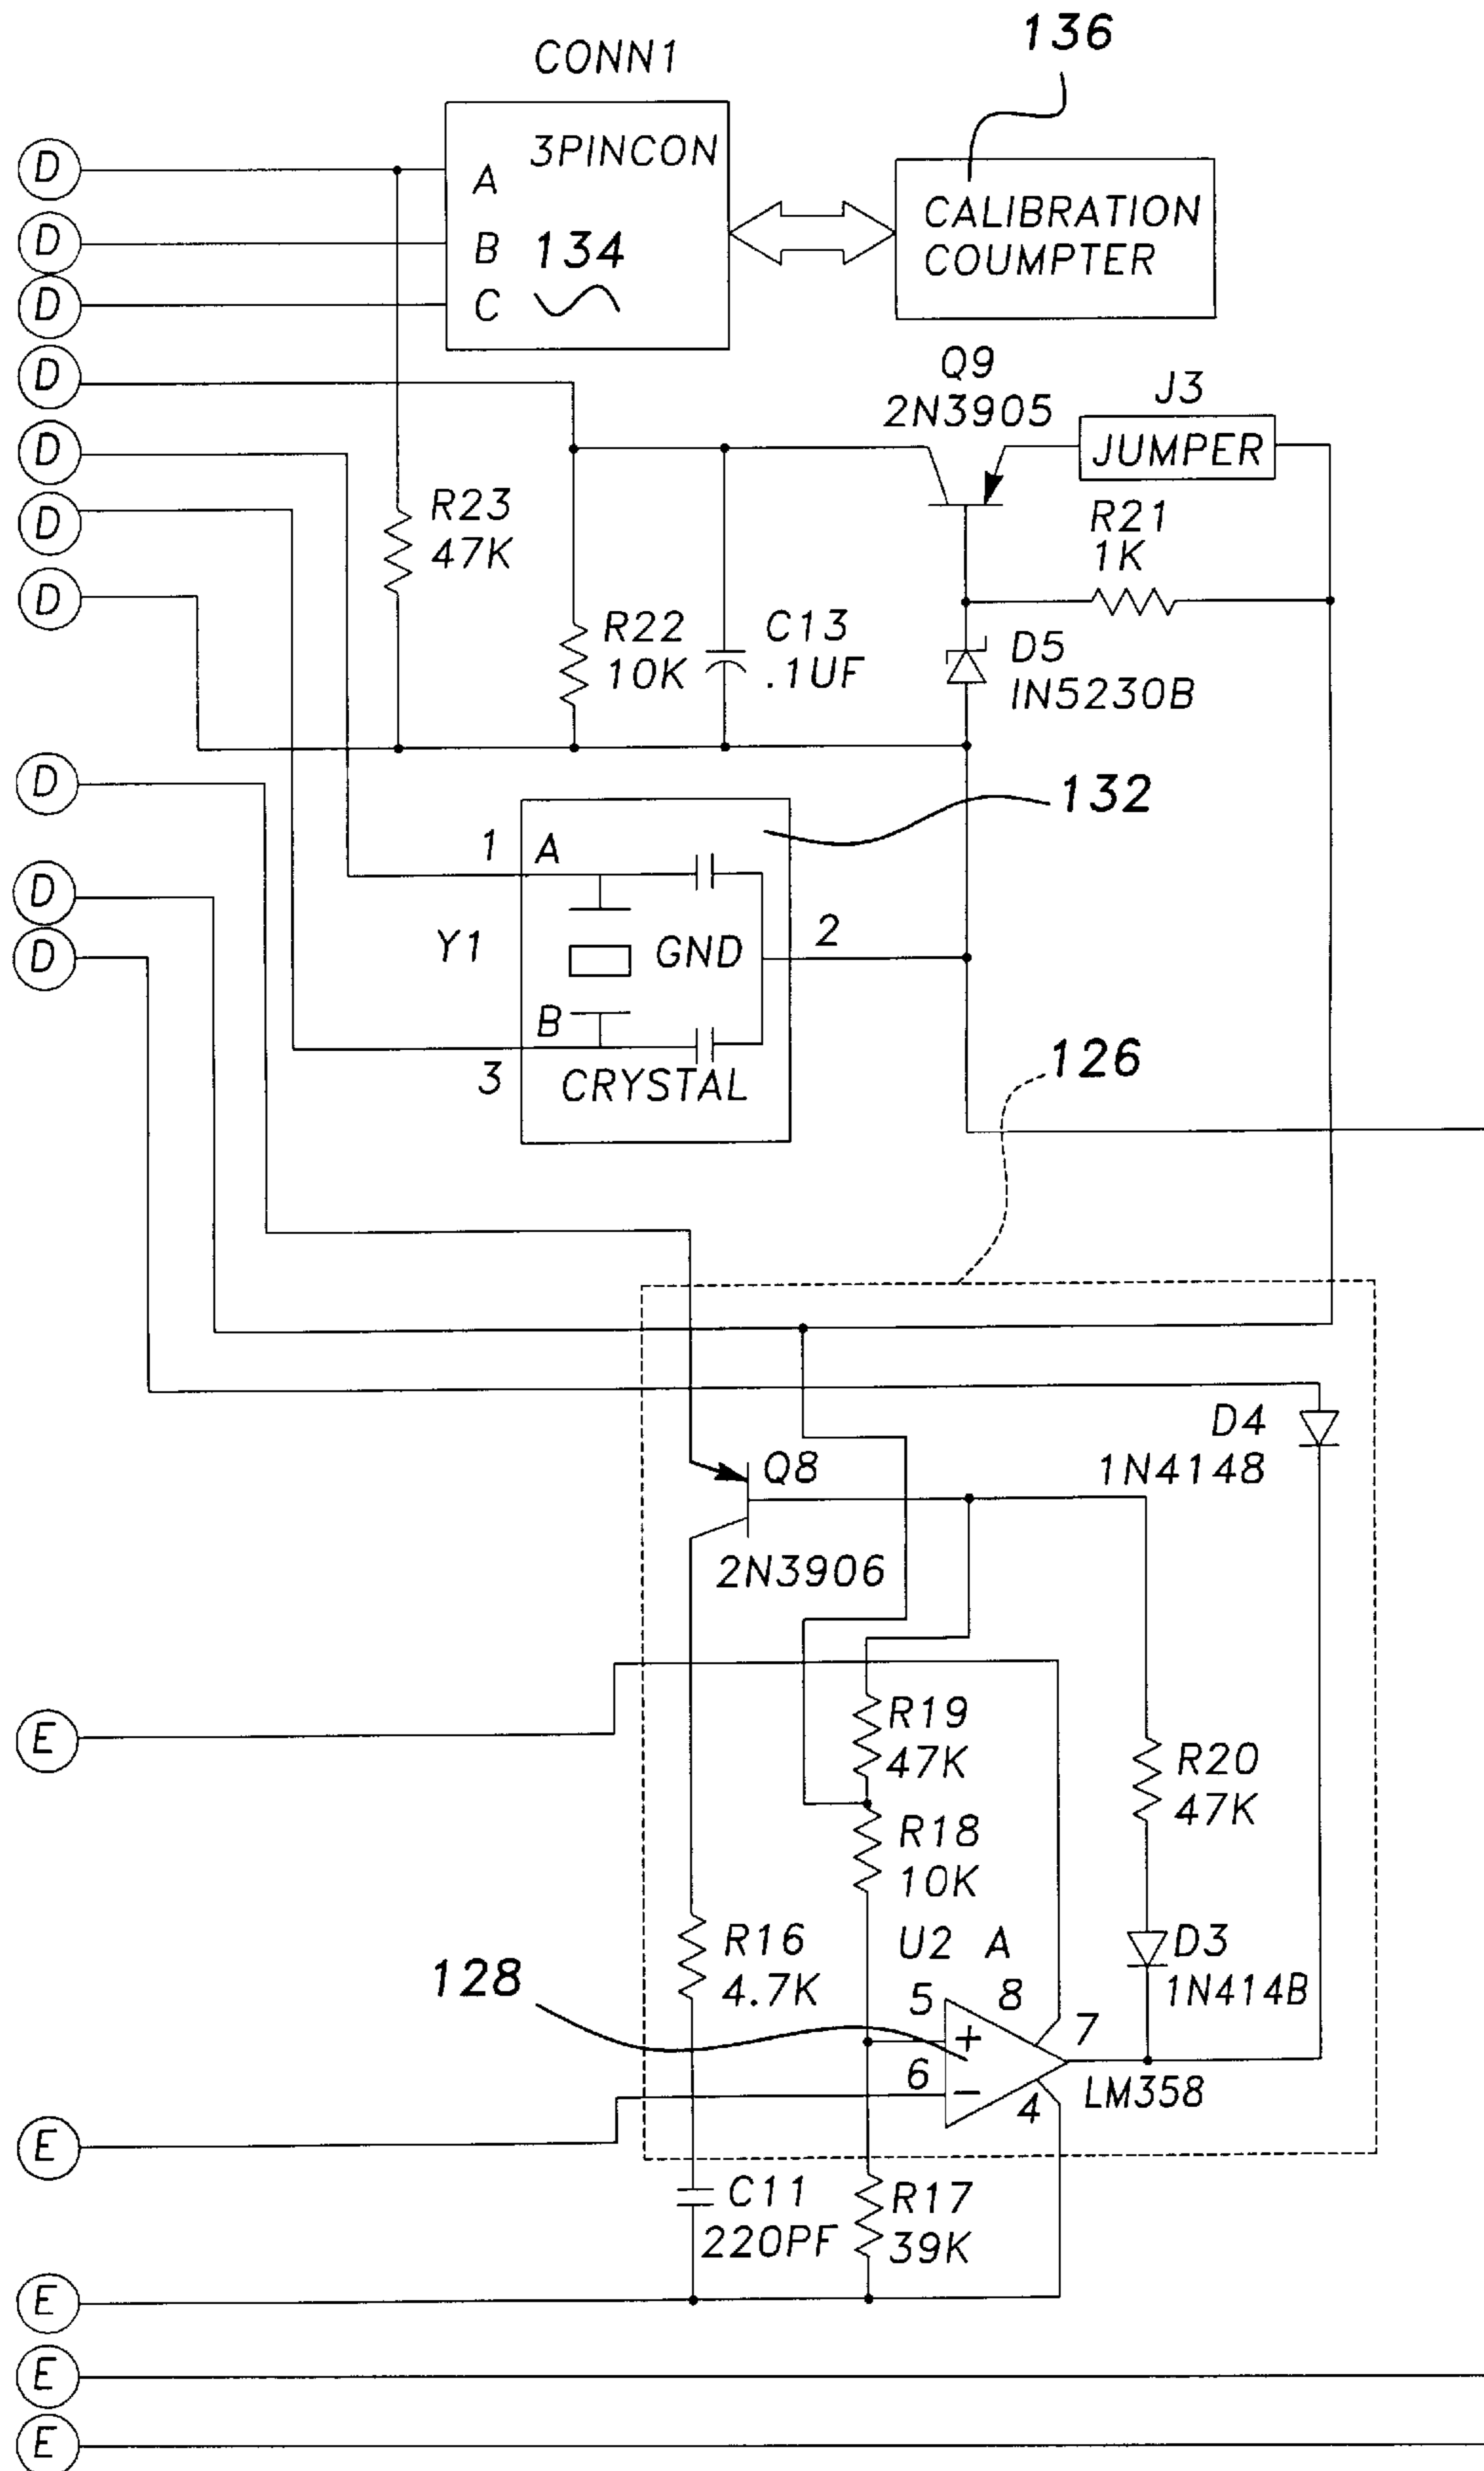 136
CONN1
D
3PINCON
A
D
B
134
CALIBRATION
COUMPTER
D
C
D
Q9
2N3905
J3
JUMPER
D
R23
47K
D
R21
1K
D
R22
10K
C13
.1UF
D5
IN5230B
D
132
1
A
D
D
Y1
GND
2
B
3
CRYSTAL
126
D4
1N4148
Q8
2N3906
E
R19
47K
R20
47K
R18
10K
U2 A
R16
4.7K
D3
1N414B
128
5
8
7
+
6
-
4
LM358
E
C11
220PF
R17
39K
E
E
E